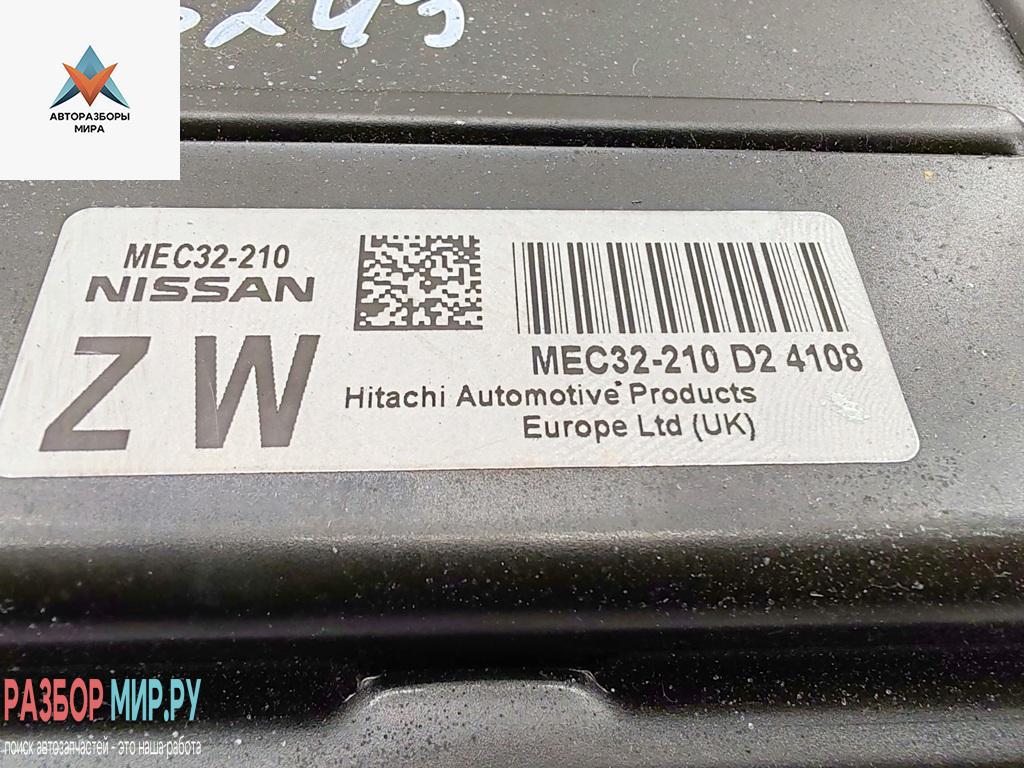 АВТОРАЗБОРЫ
МИРА
MEC32-210
NISSAN
Z W
MEC32-210 D2 4108
Hitachi Automotive Products
Europe Ltd (UK)
РАЗБОР МИР.РУ
поиск автозапчастей - это наша работа